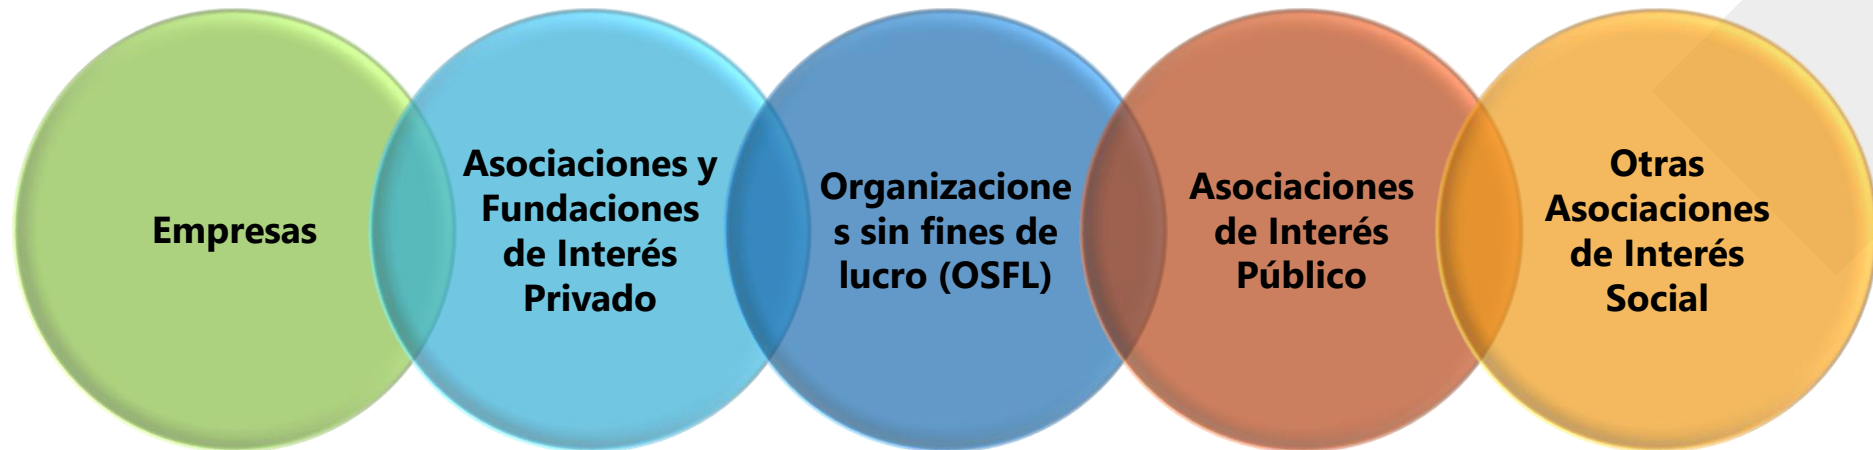 Empresas
Asociaciones y
Fundaciones
de Interés
Privado
Organizacione
s sin fines de
lucro (OSFL)
Asociaciones
de Interés
Público
Otras
Asociaciones
de Interés
Social